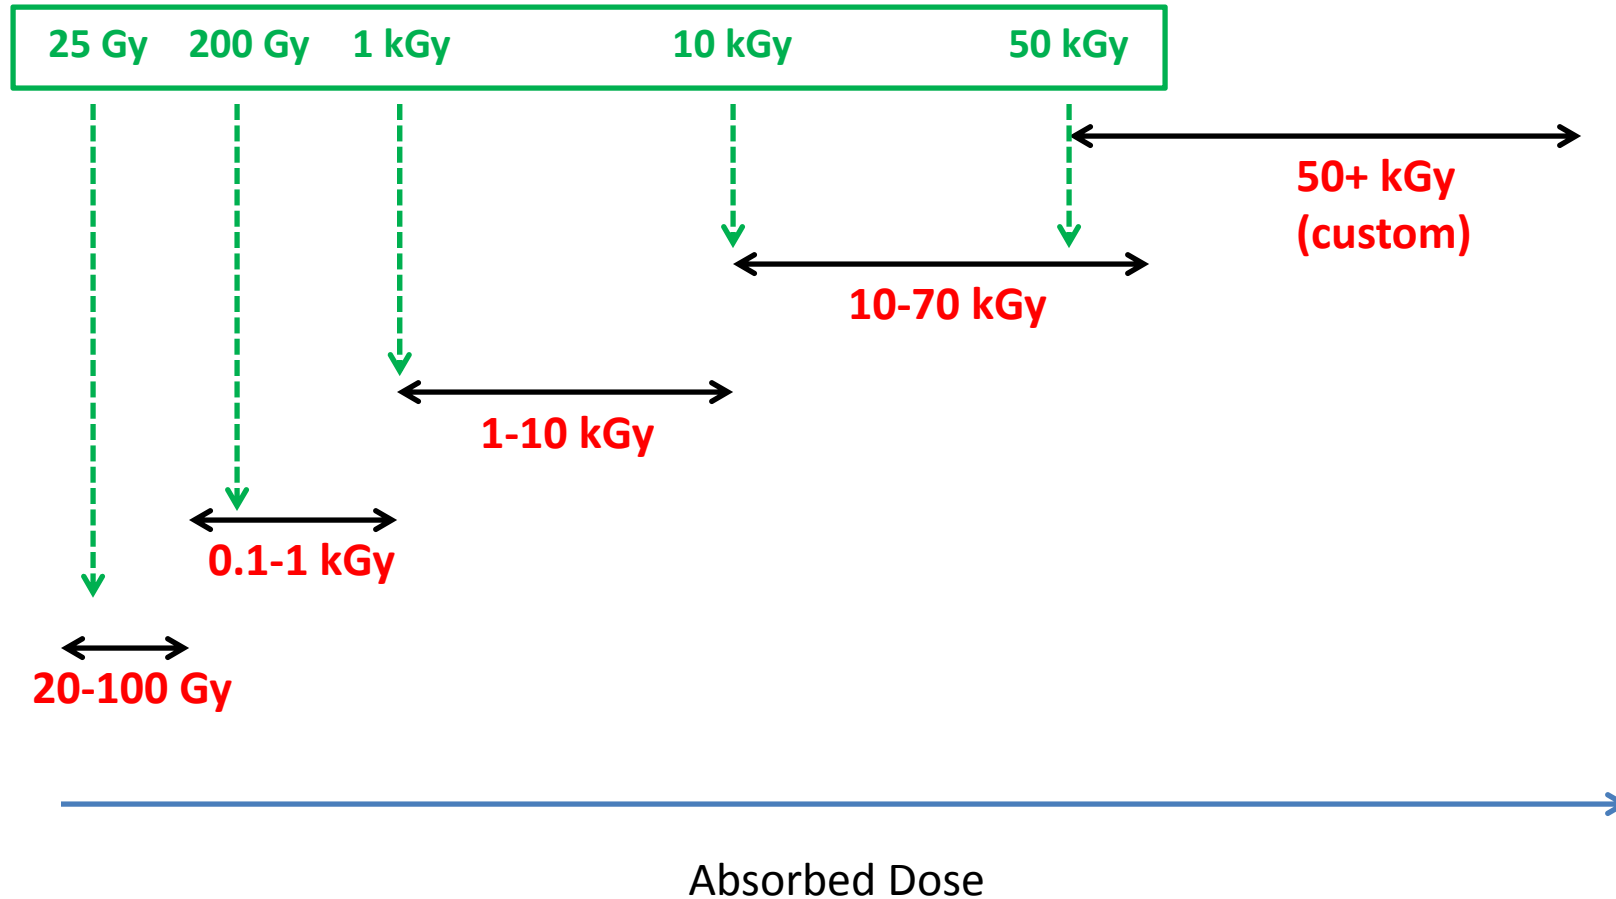 25 Gy 200 Gy 1 kGy 10 kGy 50 kGy
50+ kGy
(custom)
10-70 kGy
1-10 kGy
0.1-1 kGy
20-100 Gy
Absorbed Dose